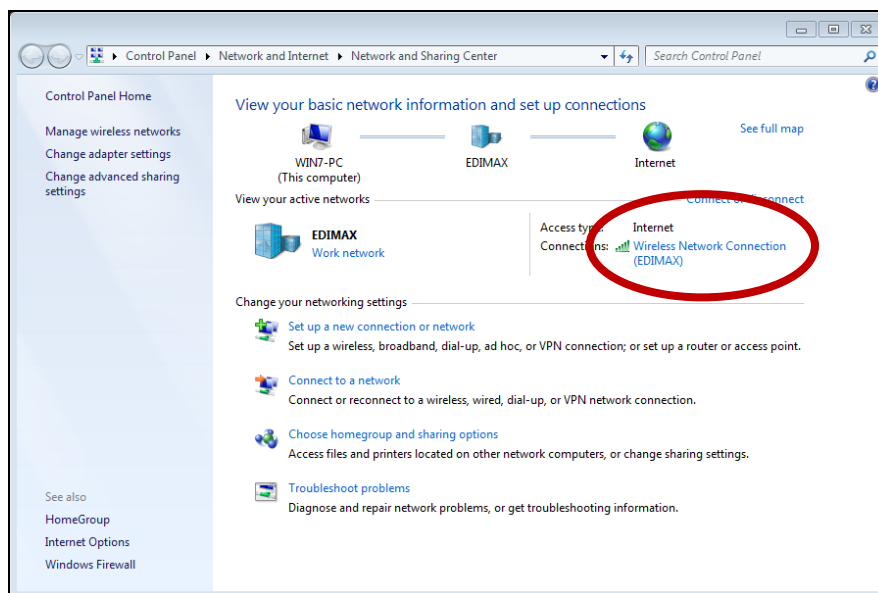 Control Panel ▸ Network and Internet ▸ Network and Sharing Center
Search Control Panel
Control Panel Home
Manage wireless networks
Change adapter settings
Change advanced sharing
settings
View your basic network information and set up connections
See full map
WIN7-PC
(This computer)
EDIMAX
Internet
View your active networks
Connect or disconnect
EDIMAX
Work network
Access type: Internet
Connections: Wireless Network Connection
(EDIMAX)
Change your networking settings
Set up a new connection or network
Set up a wireless, broadband, dial-up, ad hoc, or VPN connection; or set up a router or access point.
Connect to a network
Connect or reconnect to a wireless, wired, dial-up, or VPN network connection.
Choose homegroup and sharing options
Access files and printers located on other network computers, or change sharing settings.
Troubleshoot problems
Diagnose and repair network problems, or get troubleshooting information.
See also
HomeGroup
Internet Options
Windows Firewall